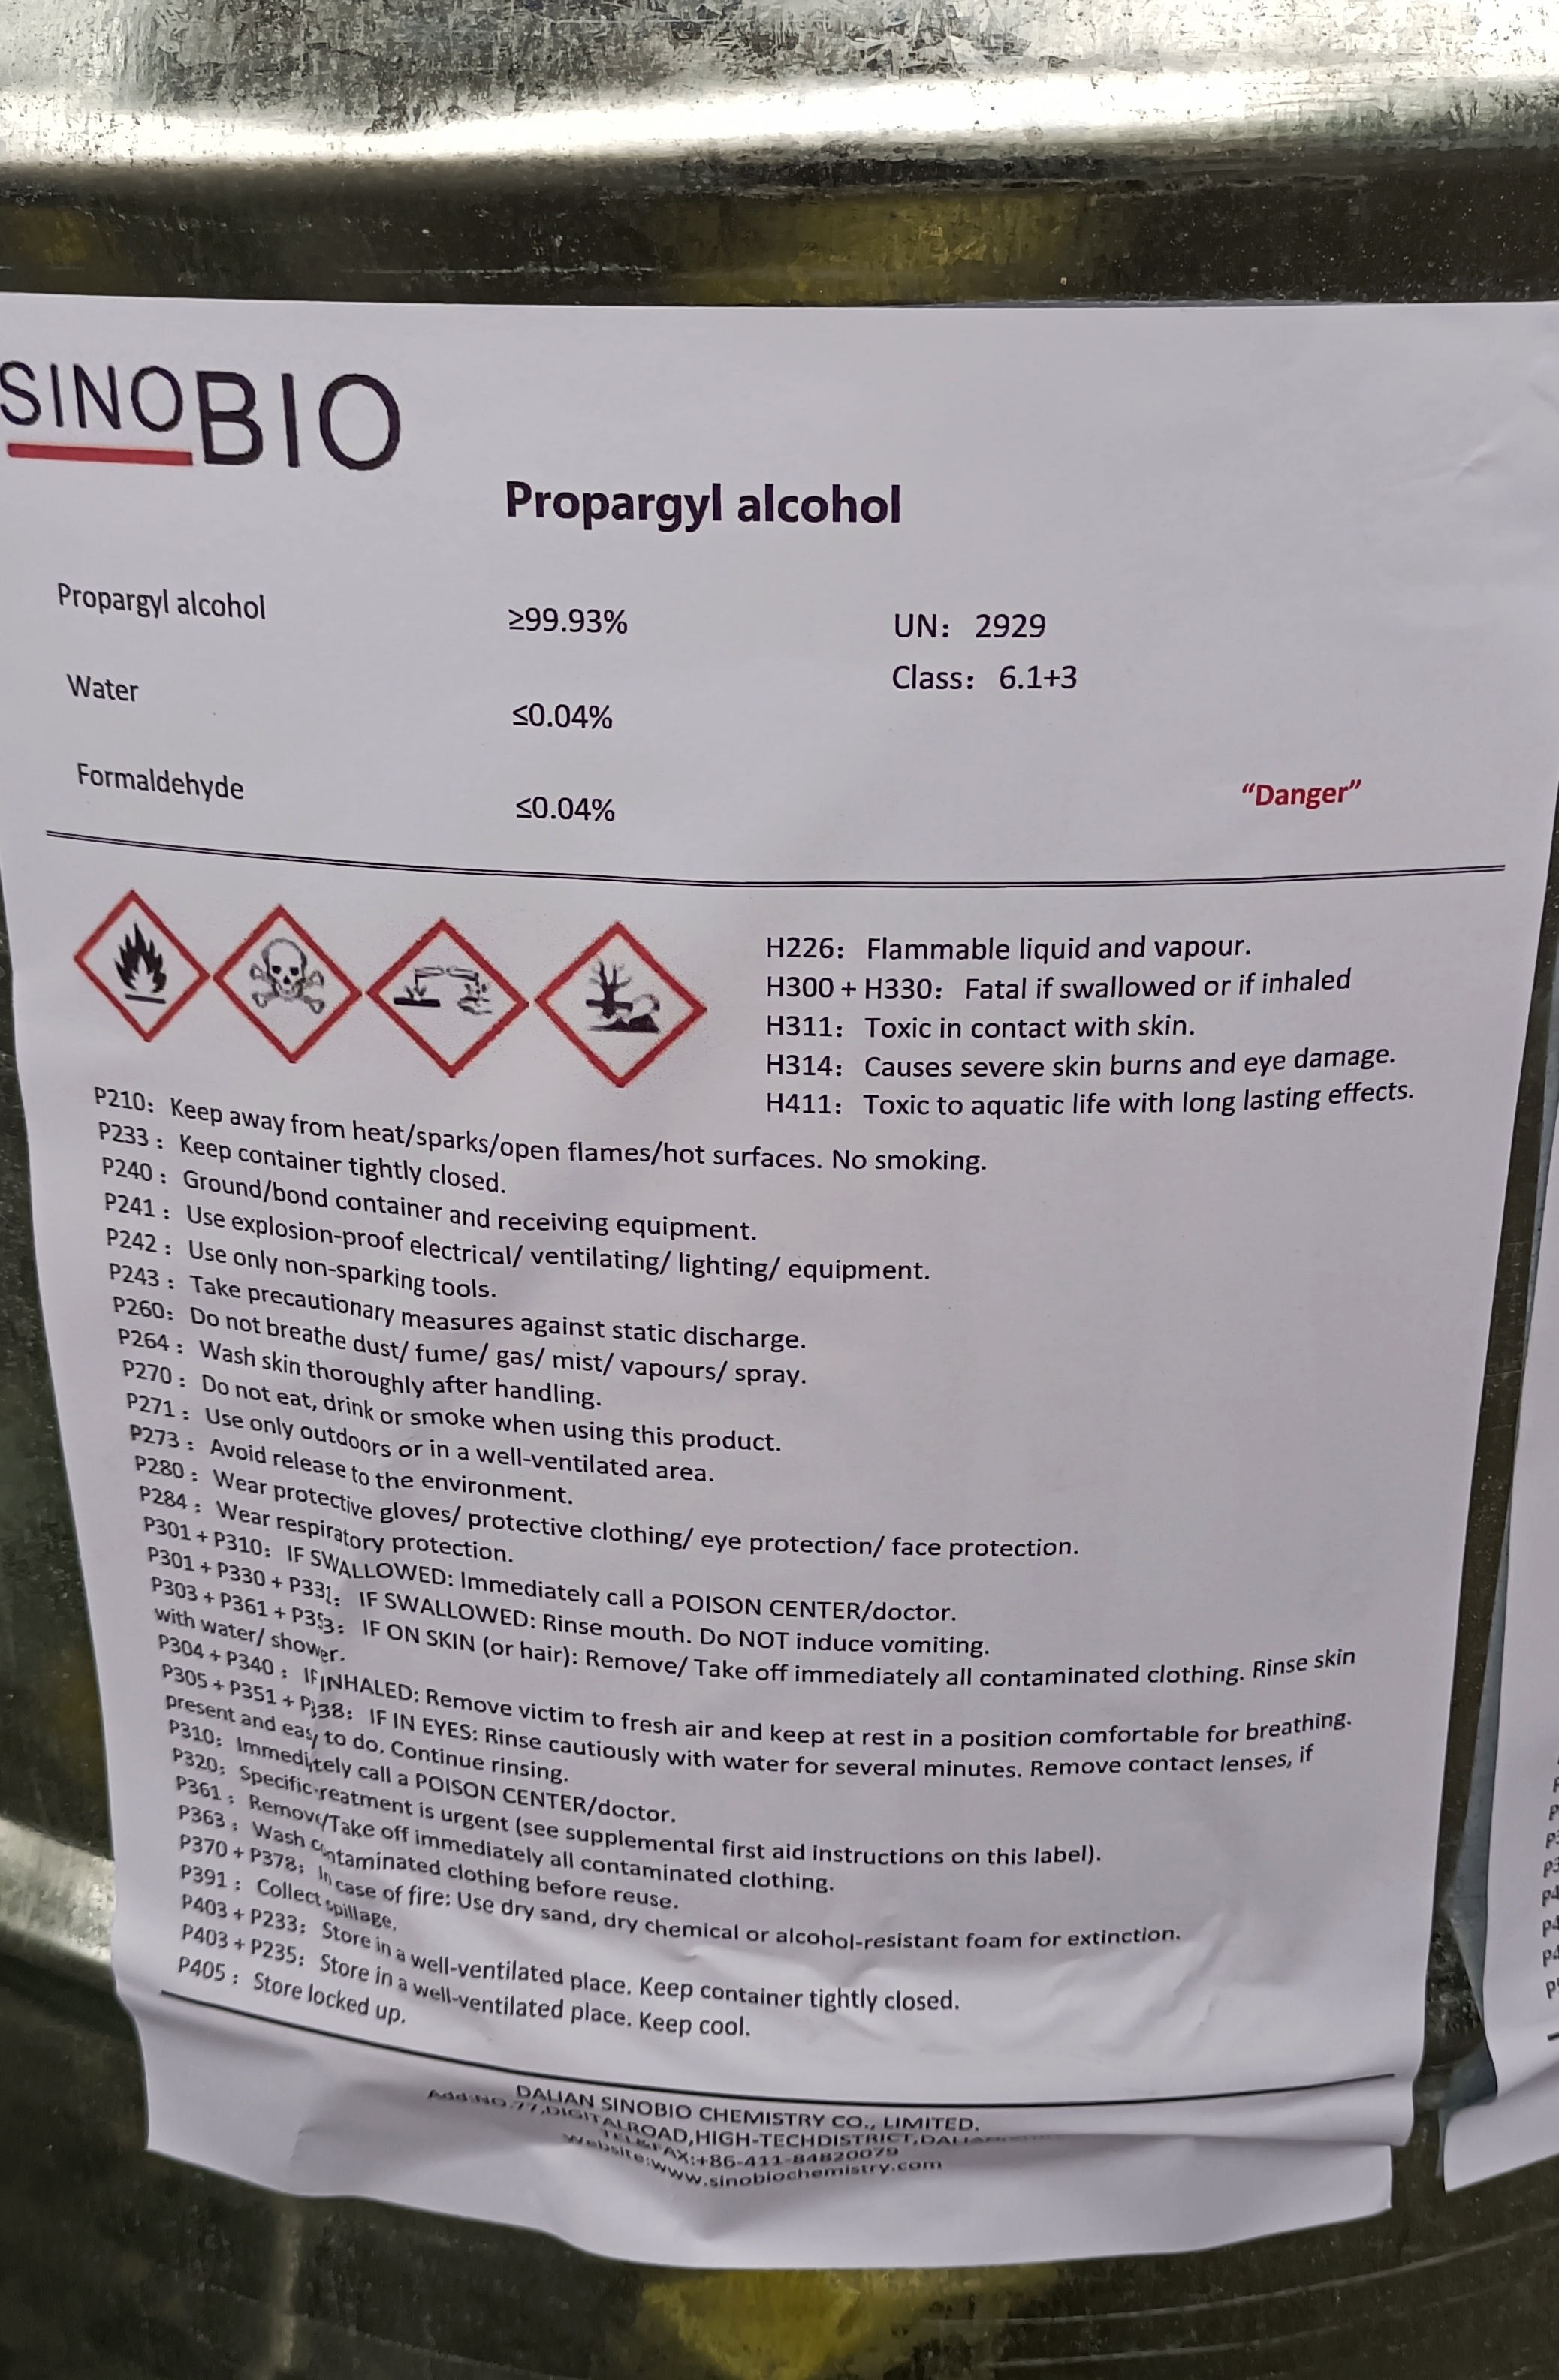 SINOBIO
Propargyl alcohol
Propargyl alcohol ≥99.93% UN: 2929
Class: 6.1+3
Water ≤0.04%
Formaldehyde ≤0.04%
“Danger”
H226: Flammable liquid and vapour.
H300 + H330: Fatal if swallowed or if inhaled
H311: Toxic in contact with skin.
H314: Causes severe skin burns and eye damage.
H411: Toxic to aquatic life with long lasting effects.
P210: Keep away from heat/sparks/open flames/hot surfaces. No smoking.
P233: Keep container tightly closed.
P240: Ground/bond container and receiving equipment.
P241: Use explosion-proof electrical/ ventilating/ lighting/ equipment.
P242: Use only non-sparking tools.
P243: Take precautionary measures against static discharge.
P260: Do not breathe dust/ fume/ gas/ mist/ vapours/ spray.
P264: Wash skin thoroughly after handling.
P270: Do not eat, drink or smoke when using this product.
P271: Use only outdoors or in a well-ventilated area.
P273: Avoid release to the environment.
P280: Wear protective gloves/ protective clothing/ eye protection/ face protection.
P284: Wear respiratory protection.
P301 + P310: IF SWALLOWED: Immediately call a POISON CENTER/doctor.
P301 + P330 + P331: IF SWALLOWED: Rinse mouth. Do NOT induce vomiting.
P303 + P361 + P353: IF ON SKIN (or hair): Remove/ Take off immediately all contaminated clothing. Rinse skin
with water/ shower.
P304 + P340: IF INHALED: Remove victim to fresh air and keep at rest in a position comfortable for breathing.
P305 + P351 + P338: IF IN EYES: Rinse cautiously with water for several minutes. Remove contact lenses, if
present and easy to do. Continue rinsing.
P310: Immediately call a POISON CENTER/doctor.
P320: Specific treatment is urgent (see supplemental first aid instructions on this label).
P361: Remove/Take off immediately all contaminated clothing.
P363: Wash contaminated clothing before reuse.
P370 + P378: In case of fire: Use dry sand, dry chemical or alcohol-resistant foam for extinction.
P391: Collect spillage.
P403 + P233: Store in a well-ventilated place. Keep container tightly closed.
P403 + P235: Store in a well-ventilated place. Keep cool.
P405: Store locked up.
DALIAN SINOBIO CHEMISTRY CO., LIMITED.
Add:NO.77,DIGITALROAD,HIGH-TECHDISTRICT,
TEL&FAX:+86-411-84820079
Website:www.sinobiochemistry.com